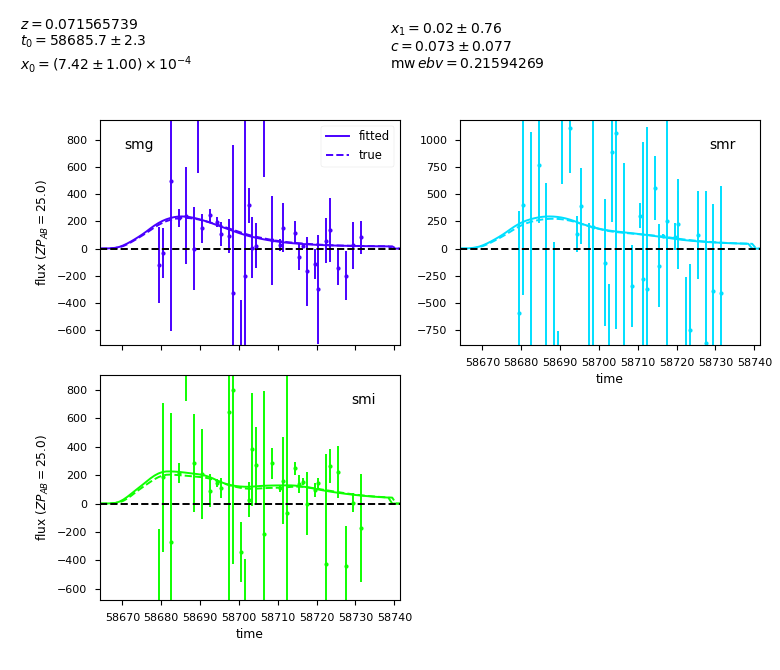 z = 0.071565739
t₀ = 58685.7 ± 2.3
x₀ = (7.42 ± 1.00) × 10⁻⁴
x₁ = 0.02 ± 0.76
c = 0.073 ± 0.077
mw ebv = 0.21594269
smg
fitted
true
800
600
400
200
0
−200
−400
−600
flux (ZP_AB = 25.0)
smr
1000
750
500
250
0
−250
−500
−750
58670 58680 58690 58700 58710 58720 58730 58740
time
smi
800
600
400
200
0
−200
−400
−600
flux (ZP_AB = 25.0)
58670 58680 58690 58700 58710 58720 58730 58740
time